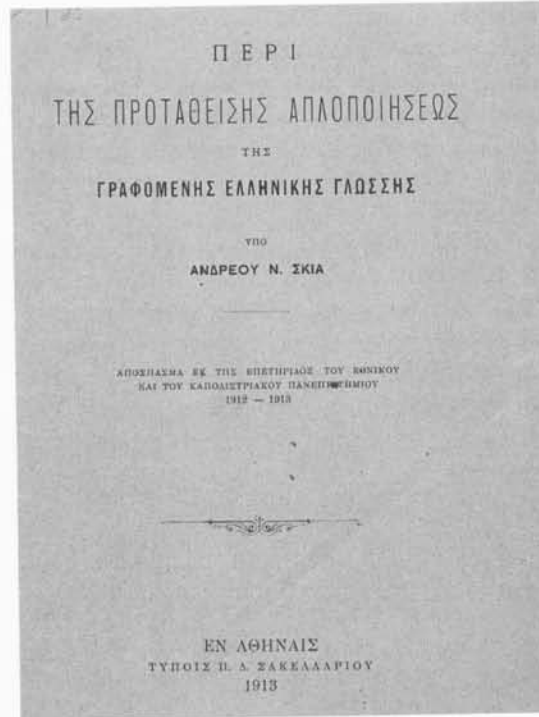 ΠΕΡΙ
ΤΗΣ ΠΡΟΤΑΘΕΙΣΗΣ ΑΠΛΟΠΟΙΗΣΕΩΣ
ΤΗΣ
ΓΡΑΦΟΜΕΝΗΣ ΕΛΛΗΝΙΚΗΣ ΓΛΩΣΣΗΣ
ΥΠΟ
ΑΝΔΡΕΟΥ Ν. ΣΚΙΑ
ΑΠΟΣΠΑΣΜΑ ΕΚ ΤΗΣ ΕΠΕΤΗΡΙΔΟΣ ΤΟΥ ΕΘΝΙΚΟΥ
ΚΑΙ ΤΟΥ ΚΑΠΟΔΙΣΤΡΙΑΚΟΥ ΠΑΝΕΠΙΣΤΗΜΙΟΥ
1912 — 1913
ΕΝ ΑΘΗΝΑΙΣ
ΤΥΠΟΙΣ Π. Δ. ΣΑΚΕΛΛΑΡΙΟΥ
1913